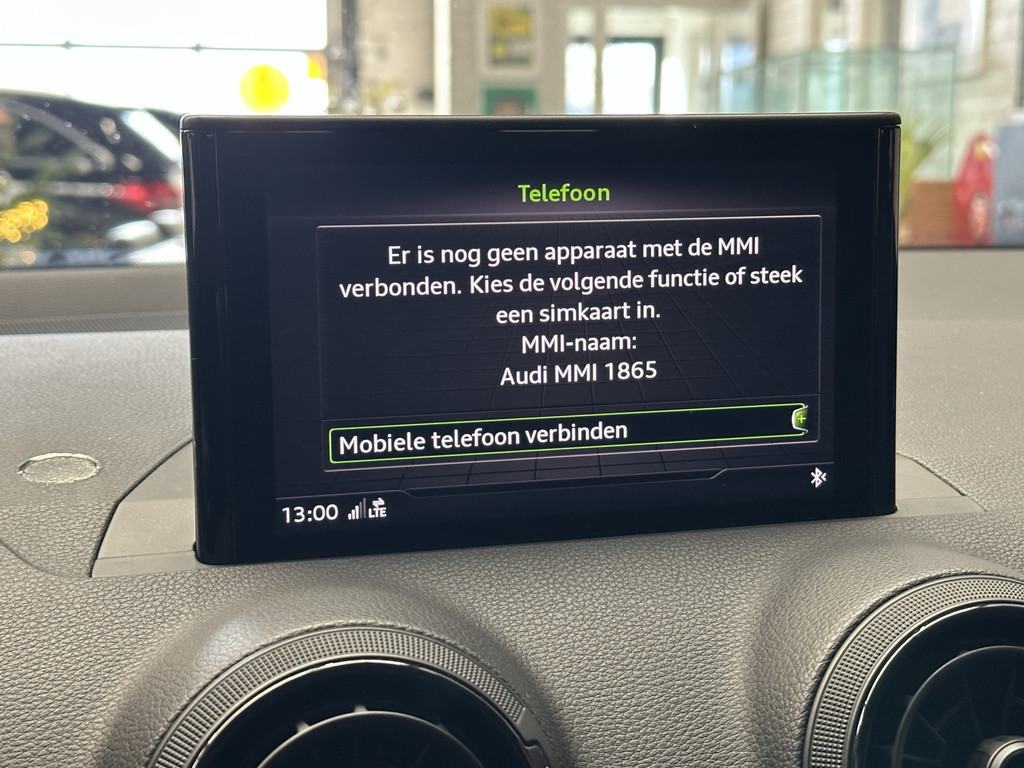 Telefoon
Er is nog geen apparaat met de MMI
verbonden. Kies de volgende functie of steek
een simkaart in.
MMI-naam:
Audi MMI 1865
Mobiele telefoon verbinden
13:00 LTE